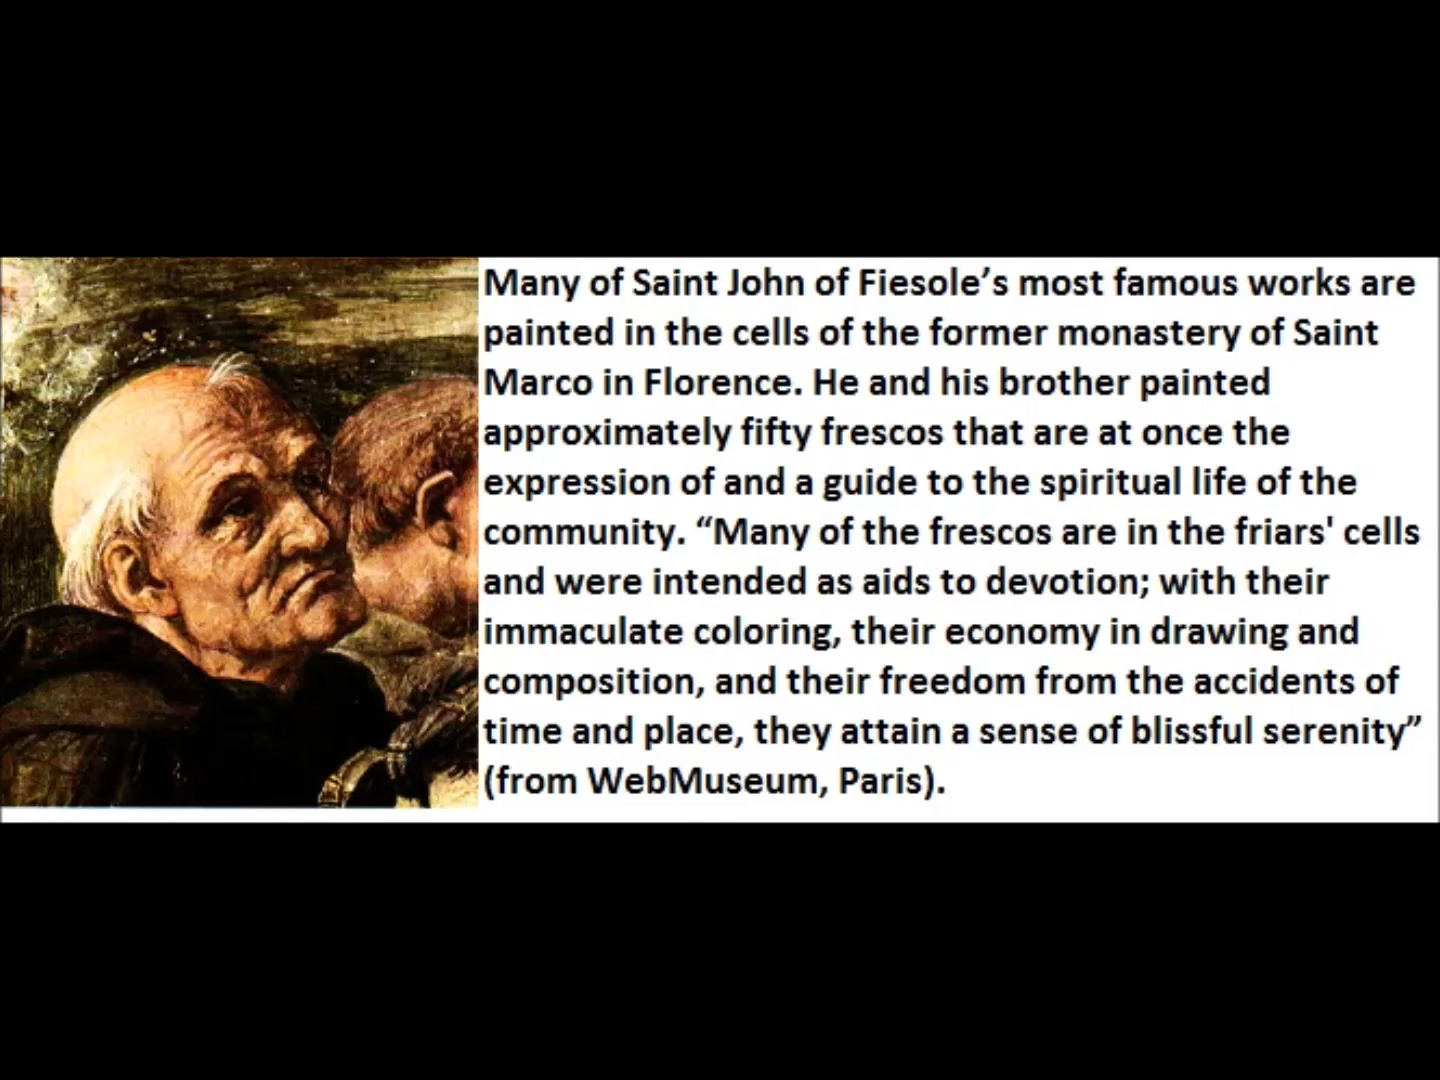 Many of Saint John of Fiesole’s most famous works are
painted in the cells of the former monastery of Saint
Marco in Florence. He and his brother painted
approximately fifty frescos that are at once the
expression of and a guide to the spiritual life of the
community. “Many of the frescos are in the friars' cells
and were intended as aids to devotion; with their
immaculate coloring, their economy in drawing and
composition, and their freedom from the accidents of
time and place, they attain a sense of blissful serenity”
(from WebMuseum, Paris).